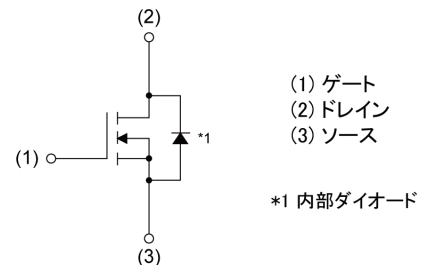 (2)
(1)
*1
(3)
(1) ゲート
(2) ドレイン
(3) ソース
*1 内部ダイオード